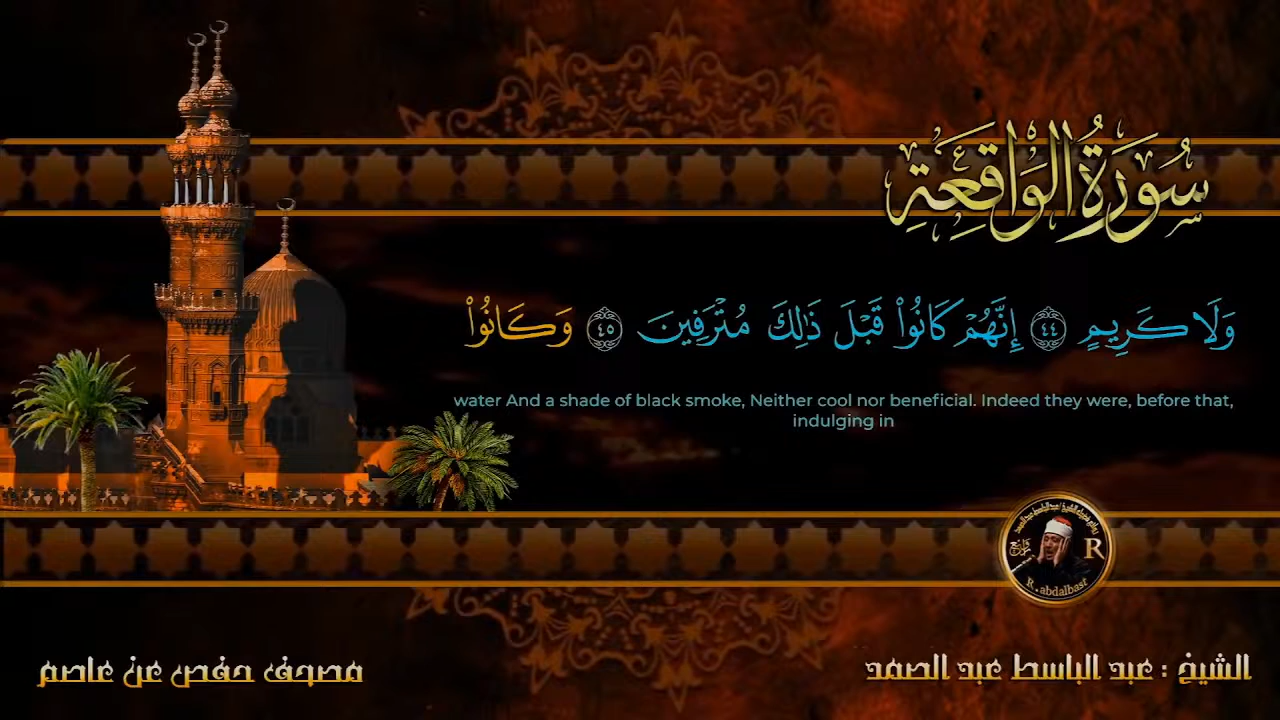 سُورَةُ الوَاقِعَةِ
وَلَا كَرِيمٍ ٤٤ إِنَّهُمْ كَانُوا۟ قَبْلَ ذَٰلِكَ مُتْرَفِينَ ٤٥ وَكَانُوا۟
water And a shade of black smoke, Neither cool nor beneficial. Indeed they were, before that,
indulging in
رائع R
R.abdalbast
الشيخ : عبد الباسط عبد الصمد
مصحف حفص عن عاصم